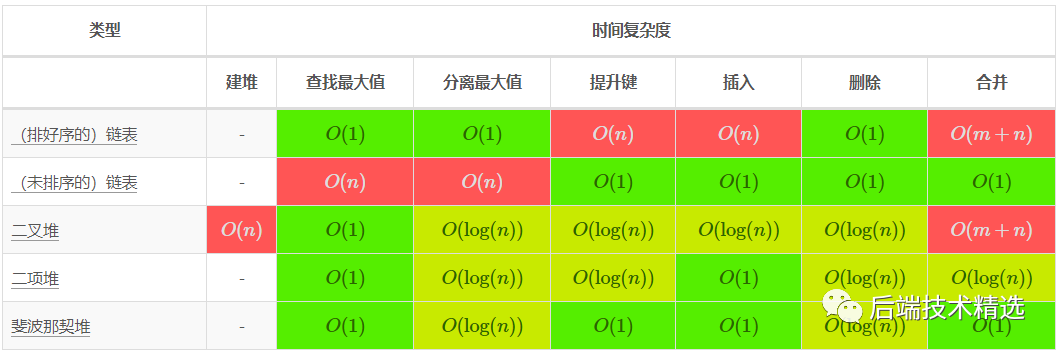 类型 时间复杂度
建堆 查找最大值 分离最大值 提升键 插入 删除 合并
（排好序的）链表 - O(1) O(1) O(n) O(n) O(1) O(m + n)
（未排序的）链表 - O(n) O(n) O(1) O(1) O(1) O(1)
二叉堆 O(n) O(1) O(log(n)) O(log(n)) O(log(n)) O(log(n)) O(m + n)
二项堆 - O(1) O(log(n)) O(log(n)) O(1) O(log(n)) O(log(n))
斐波那契堆 - O(1) O(log(n)) O(1) O(1) O(log(n)) O(1)
后端技术精选